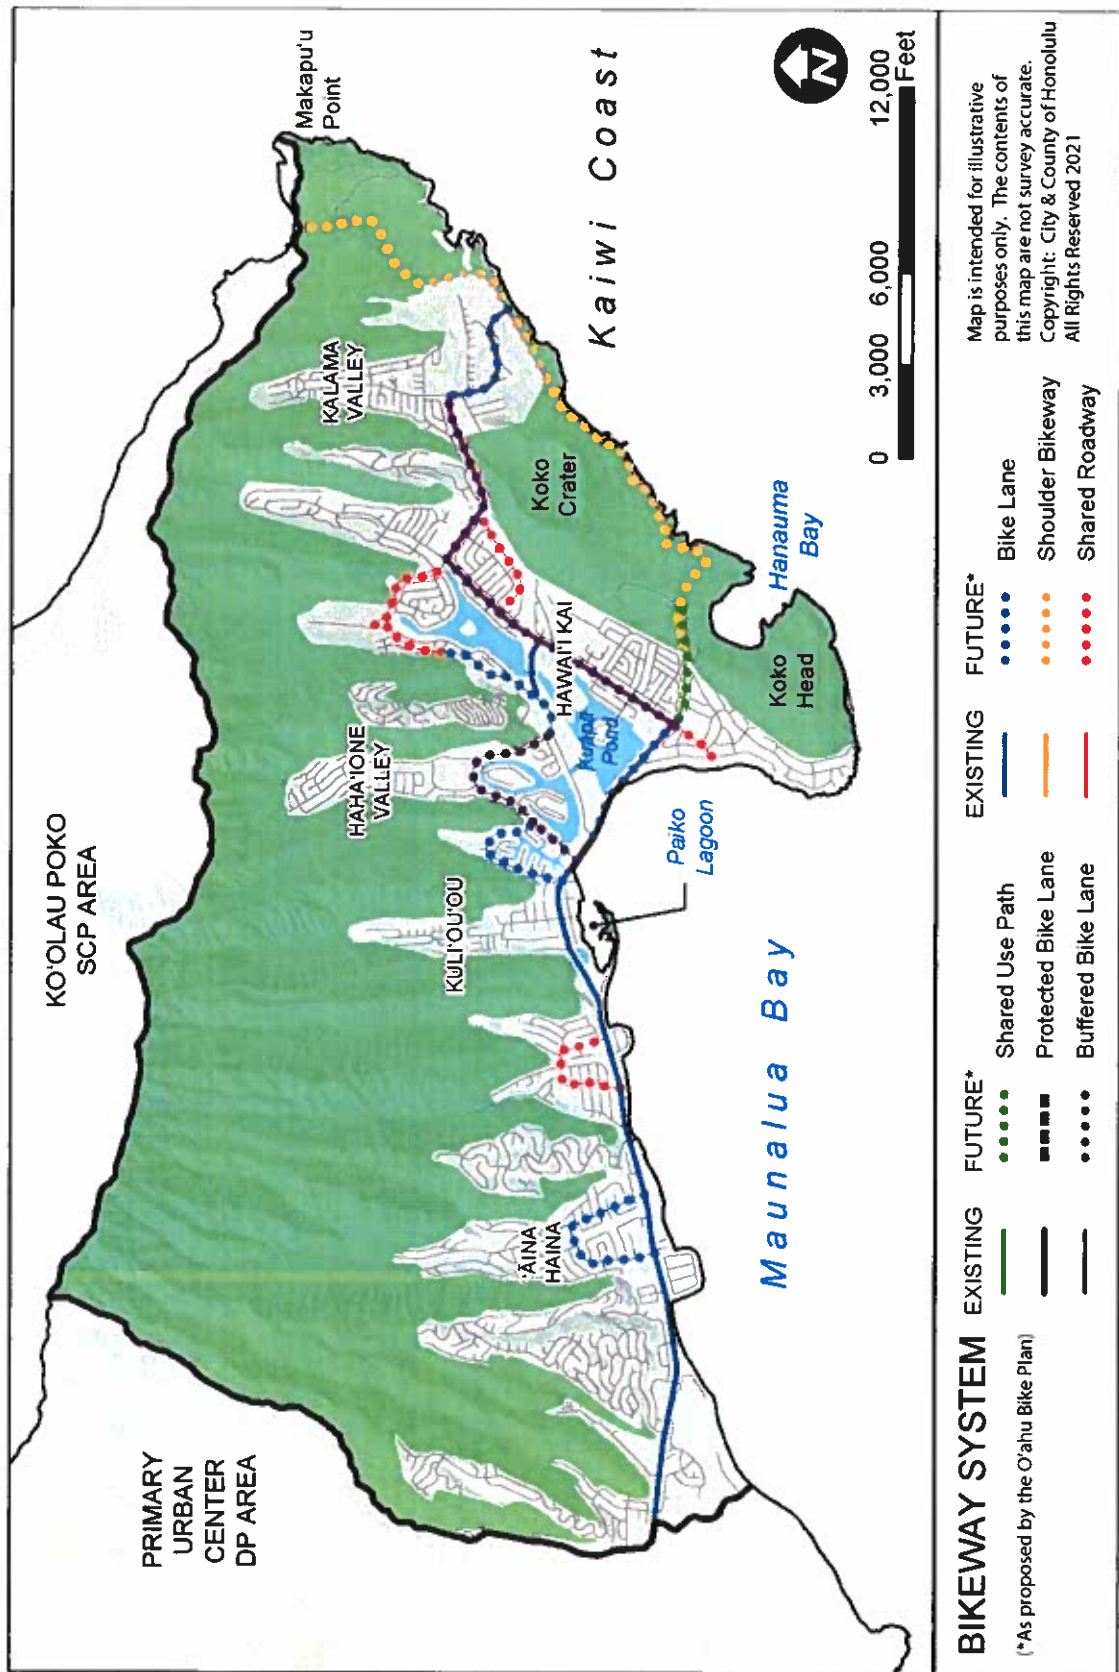 KO'OLAU POKO
SCP AREA
PRIMARY
URBAN
CENTER
DP AREA
Makapu'u
Point
KALAMA
VALLEY
HAHA'IONE
VALLEY
KULI'OU'OU
'ĀINA
HAINA
HAWAI'I KAI
Kuapā
Pond
Koko
Crater
Koko
Head
Hanauma
Bay
Paiko
Lagoon
Maunalua Bay
Kaiwi Coast
N
0 3,000 6,000 12,000
Feet
BIKEWAY SYSTEM
(*As proposed by the O'ahu Bike Plan)
EXISTING FUTURE*
Shared Use Path
Protected Bike Lane
Buffered Bike Lane
EXISTING FUTURE*
Bike Lane
Shoulder Bikeway
Shared Roadway
Map is intended for illustrative
purposes only. The contents of
this map are not survey accurate.
Copyright: City & County of Honolulu
All Rights Reserved 2021